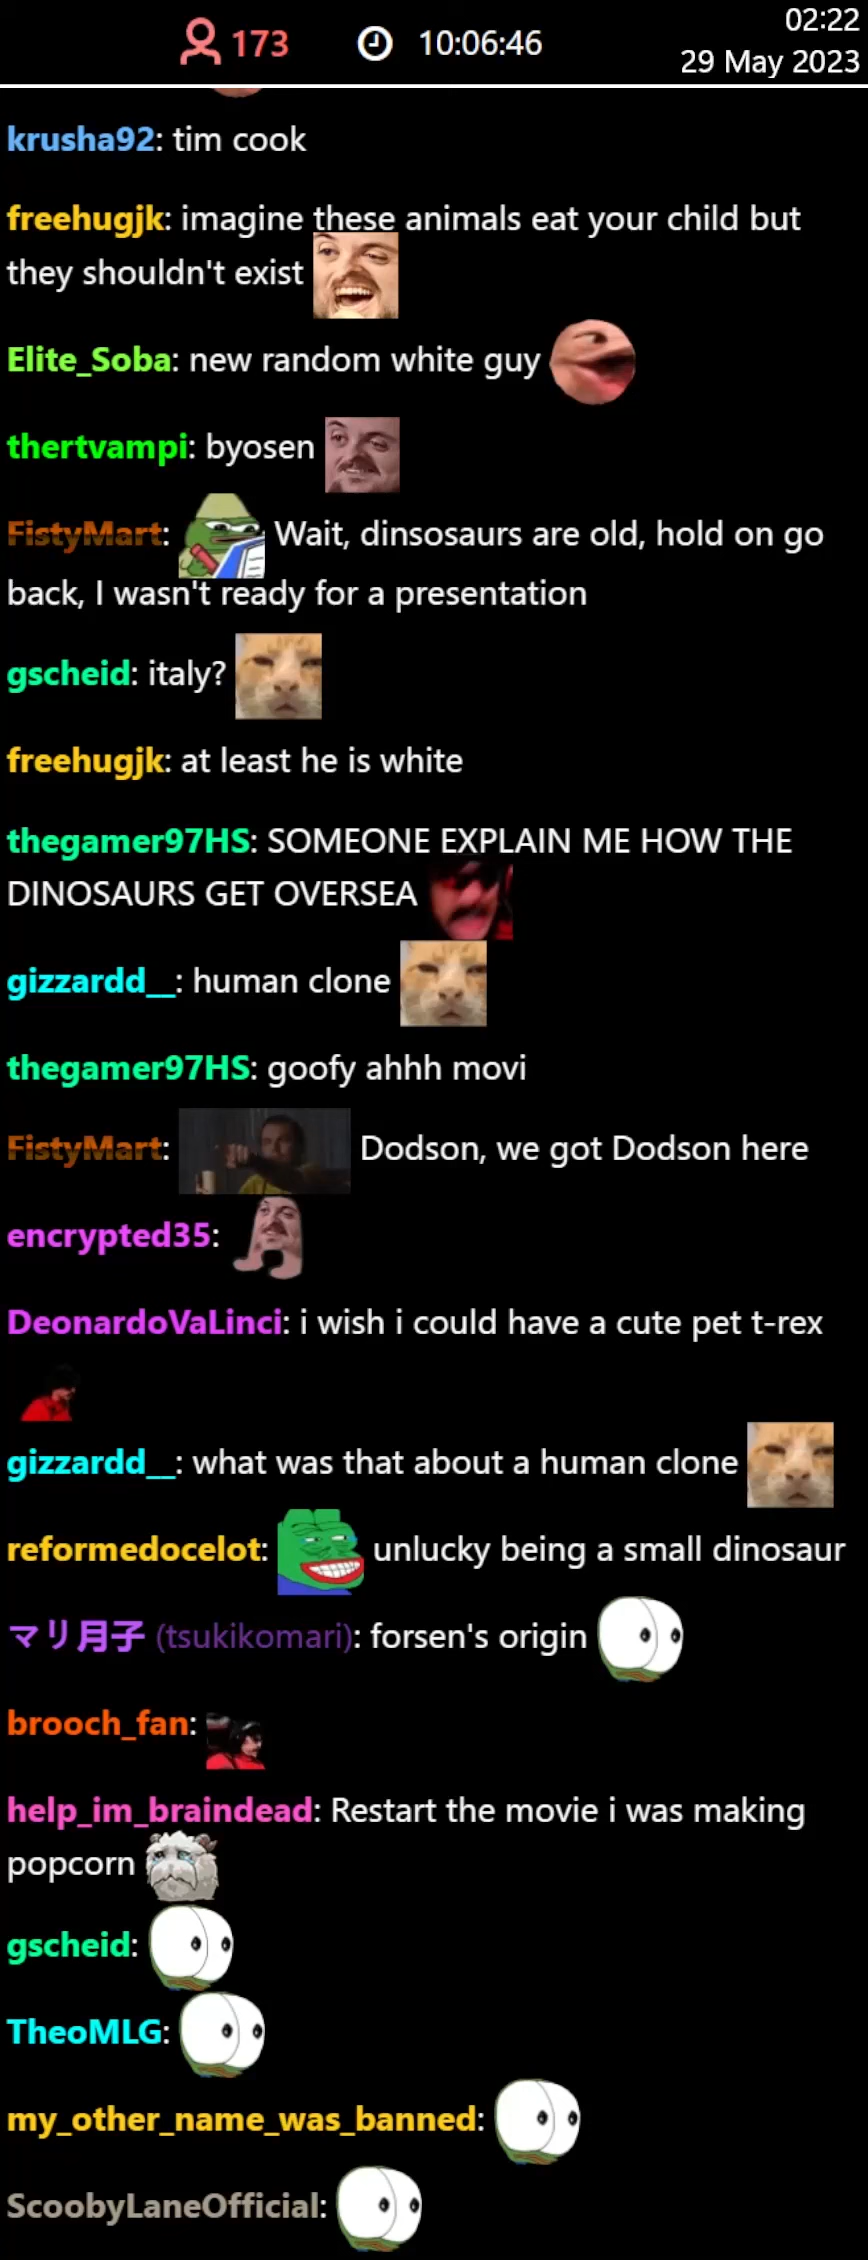 173 10:06:46 02:22
29 May 2023
krusha92: tim cook
freehugjk: imagine these animals eat your child but
they shouldn't exist
Elite_Soba: new random white guy
thertvampi: byosen
FistyMart: Wait, dinsosaurs are old, hold on go
back, I wasn't ready for a presentation
gscheid: italy?
freehugjk: at least he is white
thegamer97HS: SOMEONE EXPLAIN ME HOW THE
DINOSAURS GET OVERSEA
gizzardd__: human clone
thegamer97HS: goofy ahhh movi
FistyMart: Dodson, we got Dodson here
encrypted35:
DeonardoVaLinci: i wish i could have a cute pet t-rex
gizzardd__: what was that about a human clone
reformedocelot: unlucky being a small dinosaur
マリ月子 (tsukikomari): forsen's origin
brooch_fan:
help_im_braindead: Restart the movie i was making
popcorn
gscheid:
TheoMLG:
my_other_name_was_banned:
ScoobyLaneOfficial: